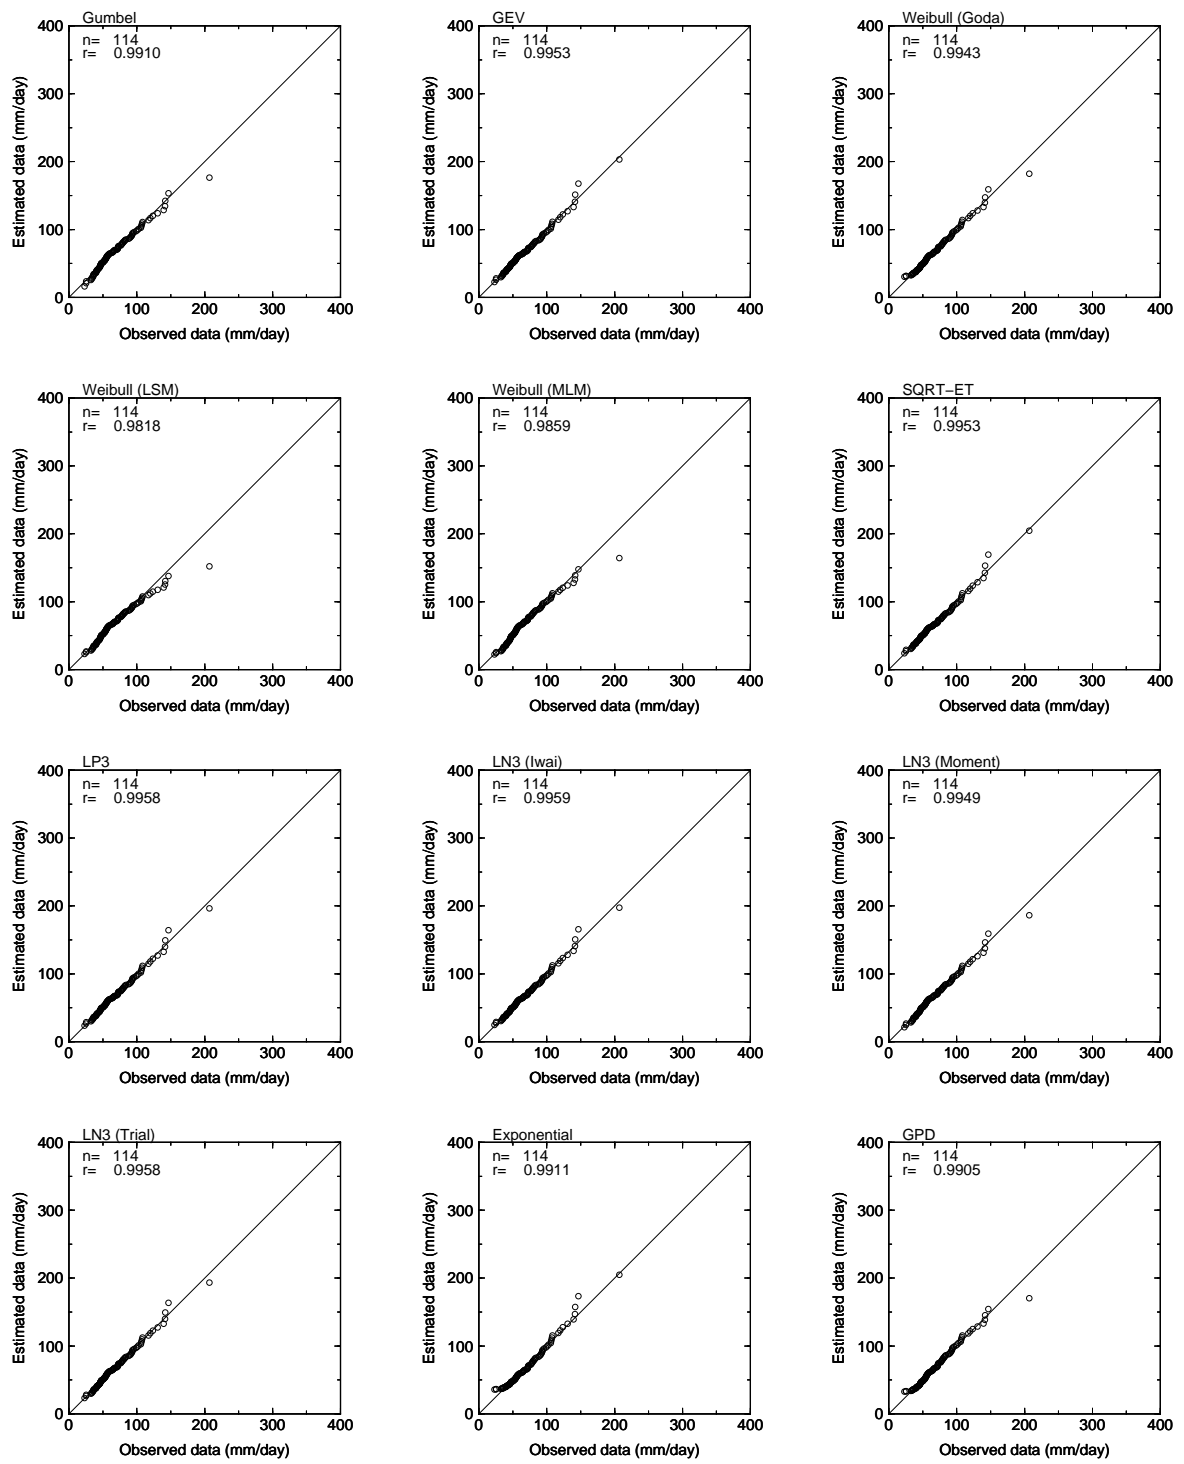 Gumbel
n= 114
r= 0.9910
400
300
200
100
0
0 100 200 300 400
Estimated data (mm/day)
Observed data (mm/day)
GEV
n= 114
r= 0.9953
400
300
200
100
0
0 100 200 300 400
Estimated data (mm/day)
Observed data (mm/day)
Weibull (Goda)
n= 114
r= 0.9943
400
300
200
100
0
0 100 200 300 400
Estimated data (mm/day)
Observed data (mm/day)
Weibull (LSM)
n= 114
r= 0.9818
400
300
200
100
0
0 100 200 300 400
Estimated data (mm/day)
Observed data (mm/day)
Weibull (MLM)
n= 114
r= 0.9859
400
300
200
100
0
0 100 200 300 400
Estimated data (mm/day)
Observed data (mm/day)
SQRT−ET
n= 114
r= 0.9953
400
300
200
100
0
0 100 200 300 400
Estimated data (mm/day)
Observed data (mm/day)
LP3
n= 114
r= 0.9958
400
300
200
100
0
0 100 200 300 400
Estimated data (mm/day)
Observed data (mm/day)
LN3 (Iwai)
n= 114
r= 0.9959
400
300
200
100
0
0 100 200 300 400
Estimated data (mm/day)
Observed data (mm/day)
LN3 (Moment)
n= 114
r= 0.9949
400
300
200
100
0
0 100 200 300 400
Estimated data (mm/day)
Observed data (mm/day)
LN3 (Trial)
n= 114
r= 0.9958
400
300
200
100
0
0 100 200 300 400
Estimated data (mm/day)
Observed data (mm/day)
Exponential
n= 114
r= 0.9911
400
300
200
100
0
0 100 200 300 400
Estimated data (mm/day)
Observed data (mm/day)
GPD
n= 114
r= 0.9905
400
300
200
100
0
0 100 200 300 400
Estimated data (mm/day)
Observed data (mm/day)